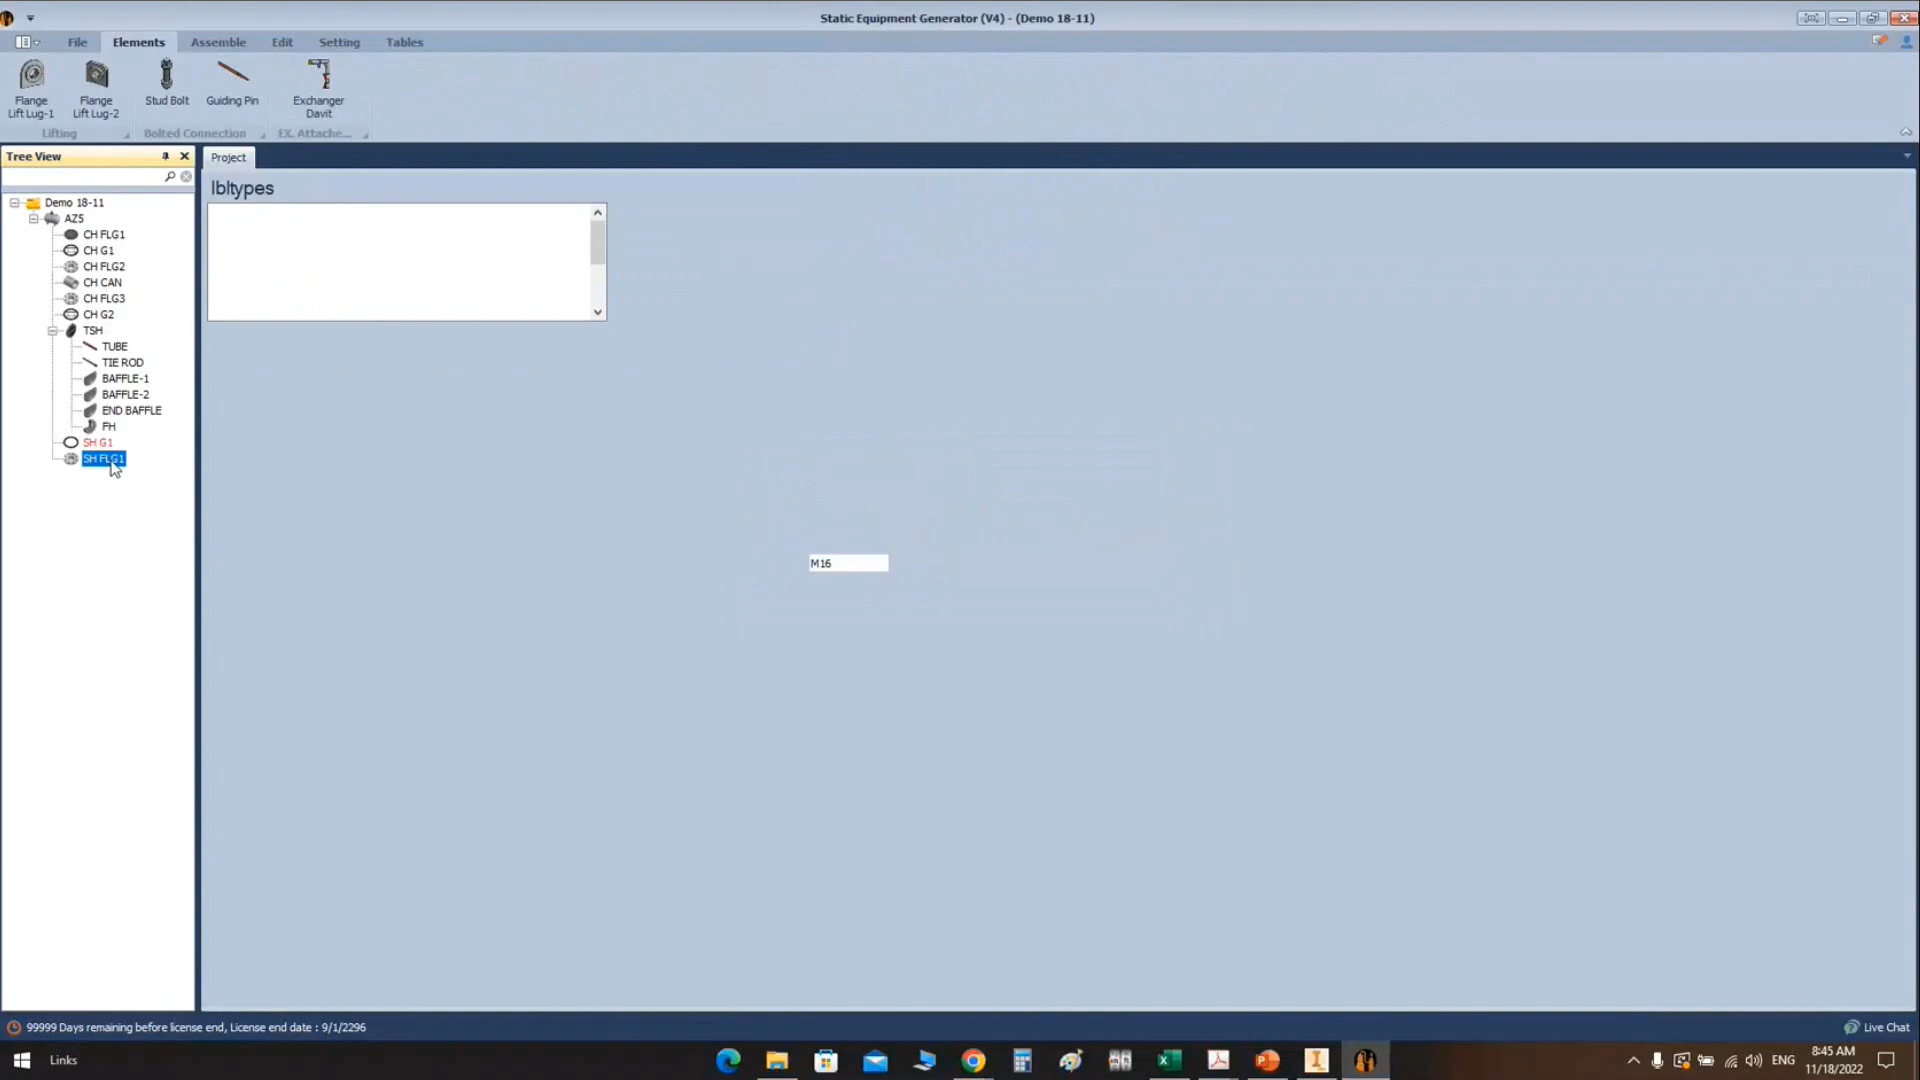 Static Equipment Generator (V4) - (Demo 18-11)
File
Elements
Assemble
Edit
Setting
Tables
Flange
Lift Lug-1
Flange
Lift Lug-2
Stud Bolt
Guiding Pin
Exchanger
Davit
Lifting
Bolted Connection
EX. Attache...
Tree View
Project
lbltypes
Demo 18-11
AZ5
CH FLG1
CH G1
CH FLG2
CH CAN
CH FLG3
CH G2
TSH
TUBE
TIE ROD
BAFFLE-1
BAFFLE-2
END BAFFLE
FH
SH G1
SH FLG1
M16
99999 Days remaining before license end, License end date : 9/1/2296
Live Chat
Links
ENG
8:45 AM
11/18/2022